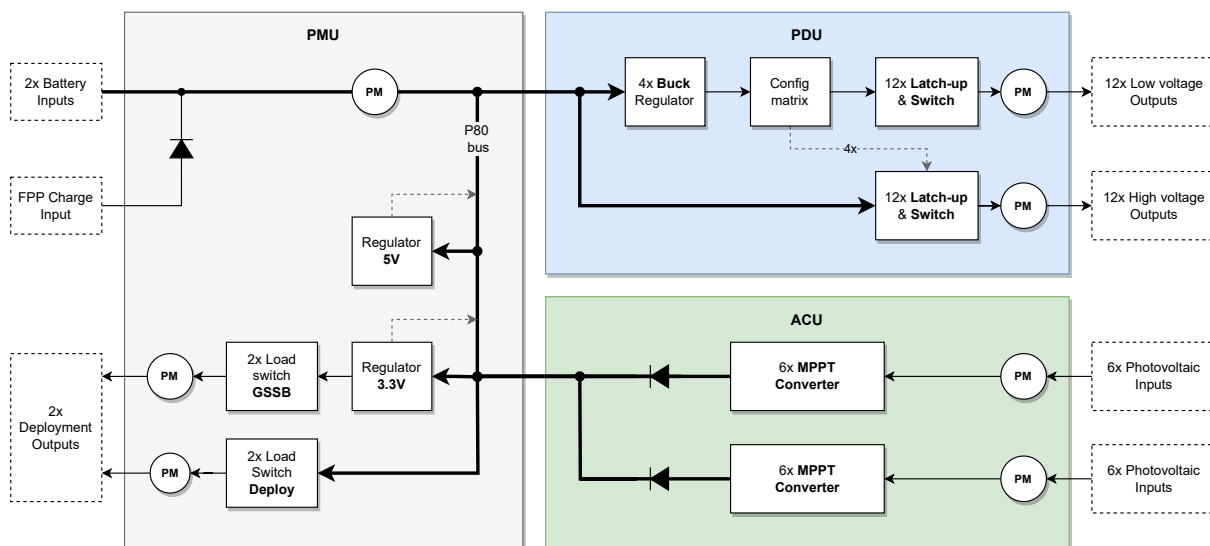 PMU
PDU
2x Battery
Inputs
PM
4x Buck
Regulator
Config
matrix
12x Latch-up
& Switch
PM
12x Low voltage
Outputs
P80
bus
4x
FPP Charge
Input
12x Latch-up
& Switch
PM
12x High voltage
Outputs
Regulator
5V
ACU
2x
Deployment
Outputs
PM
2x Load
switch
GSSB
Regulator
3.3V
6x MPPT
Converter
PM
6x Photovoltaic
Inputs
PM
2x Load
Switch
Deploy
6x MPPT
Converter
PM
6x Photovoltaic
Inputs